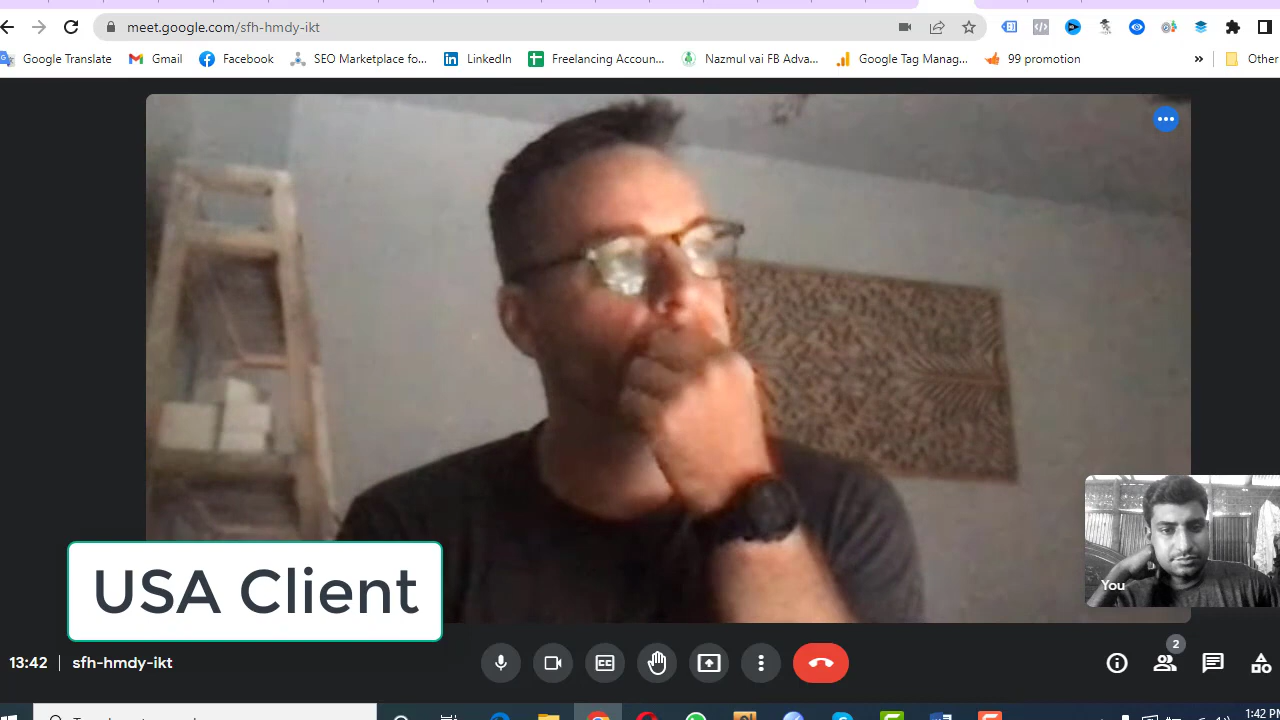 meet.google.com/sfh-hmdy-ikt
Google Translate
Gmail
Facebook
SEO Marketplace fo...
LinkedIn
Freelancing Accoun...
Nazmul vai FB Adva...
Google Tag Manag...
99 promotion
»
Other
You
USA Client
2
13:42 | sfh-hmdy-ikt
1:42 PM